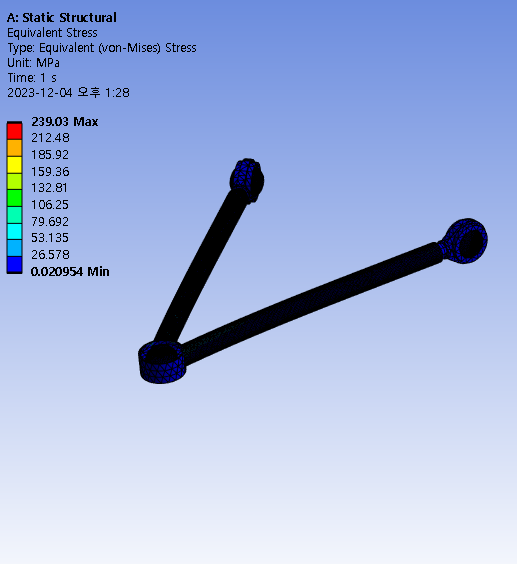 A: Static Structural
Equivalent Stress
Type: Equivalent (von-Mises) Stress
Unit: MPa
Time: 1 s
2023-12-04 오후 1:28
239.03 Max
212.48
185.92
159.36
132.81
106.25
79.692
53.135
26.578
0.020954 Min